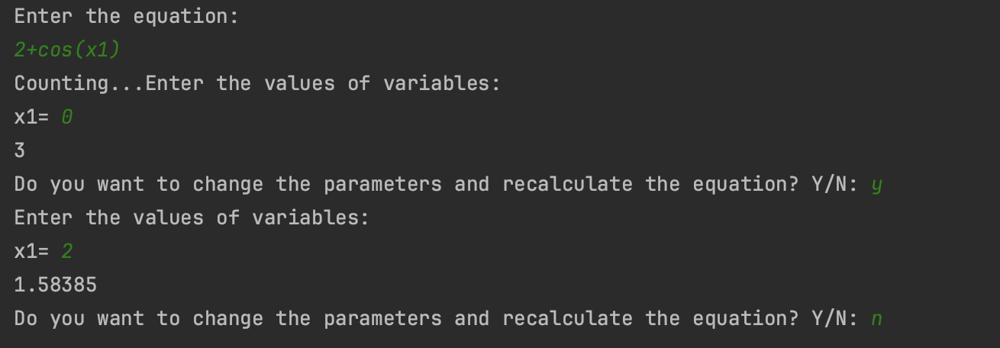 Enter the equation:
2+cos(x1)
Counting...Enter the values of variables:
x1= 0
3
Do you want to change the parameters and recalculate the equation? Y/N: y
Enter the values of variables:
x1= 2
1.58385
Do you want to change the parameters and recalculate the equation? Y/N: n